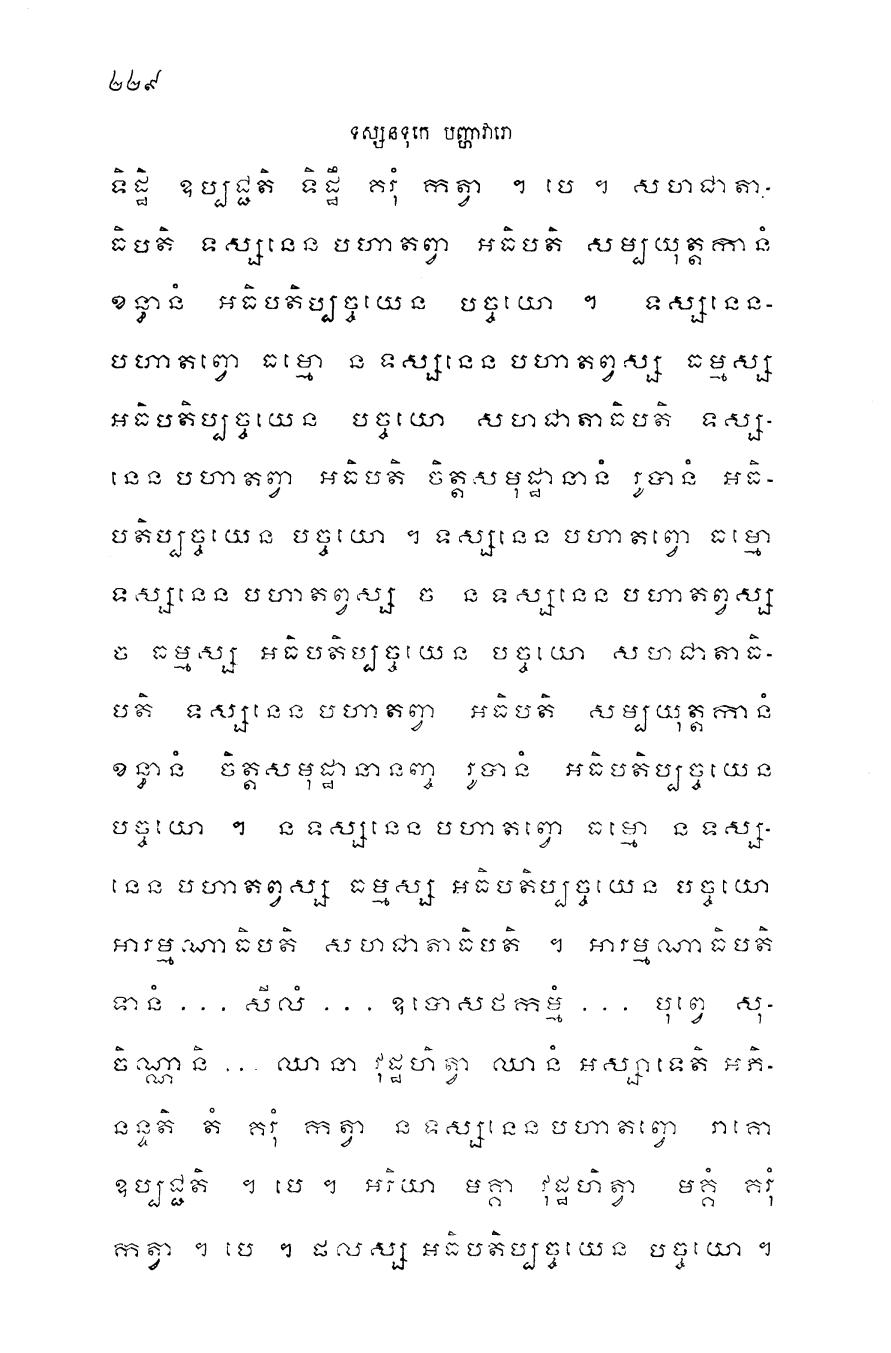 ២២៩
ទស្សនទុកេ បញ្ហាវារោ
ទិដ្ឋិ ឧប្បជ្ជតិ ទិដ្ឋឹ គរុំ កត្វា ។ បេ ។ សហជាតា-
ធិបតិ ទស្សនេន បហាតព្វា អធិបតិ សម្បយុត្តកានំ
ខន្ធានំ អធិបតិប្បច្ចយេន បច្ចយោ ។ ទស្សនេន-
បហាតព្វោ ធម្មោ ន ទស្សនេន បហាតព្វស្ស ធម្មស្ស
អធិបតិប្បច្ចយេន បច្ចយោ សហជាតាធិបតិ ទស្ស-
នេន បហាតព្វា អធិបតិ ចិត្តសមុដ្ឋានានំ រូបានំ អធិ-
បតិប្បច្ចយេន បច្ចយោ ។ ទស្សនេន បហាតព្វោ ធម្មោ
ទស្សនេន បហាតព្វស្ស ច ន ទស្សនេន បហាតព្វស្ស
ច ធម្មស្ស អធិបតិប្បច្ចយេន បច្ចយោ សហជាតាធិ-
បតិ ទស្សនេន បហាតព្វា អធិបតិ សម្បយុត្តកានំ
ខន្ធានំ ចិត្តសមុដ្ឋានានញ្ច រូបានំ អធិបតិប្បច្ចយេន
បច្ចយោ ។ ន ទស្សនេន បហាតព្វោ ធម្មោ ន ទស្ស-
នេន បហាតព្វស្ស ធម្មស្ស អធិបតិប្បច្ចយេន បច្ចយោ
អារម្មណាធិបតិ សហជាតាធិបតិ ។ អារម្មណាធិបតិ
ទានំ ... សីលំ ... ឧបោសថកម្មំ ... បុព្វេ សុ-
ចិណ្ណានិ ... ឈានា វុដ្ឋហិត្វា ឈានំ អស្សាទេតិ អភិ-
នន្ទតិ តំ គរុំ កត្វា ន ទស្សនេន បហាតព្វោ រាគោ
ឧប្បជ្ជតិ ។ បេ ។ អរិយា មគ្គា វុដ្ឋហិត្វា មគ្គំ គរុំ
កត្វា ។ បេ ។ ផលស្ស អធិបតិប្បច្ចយេន បច្ចយោ ។